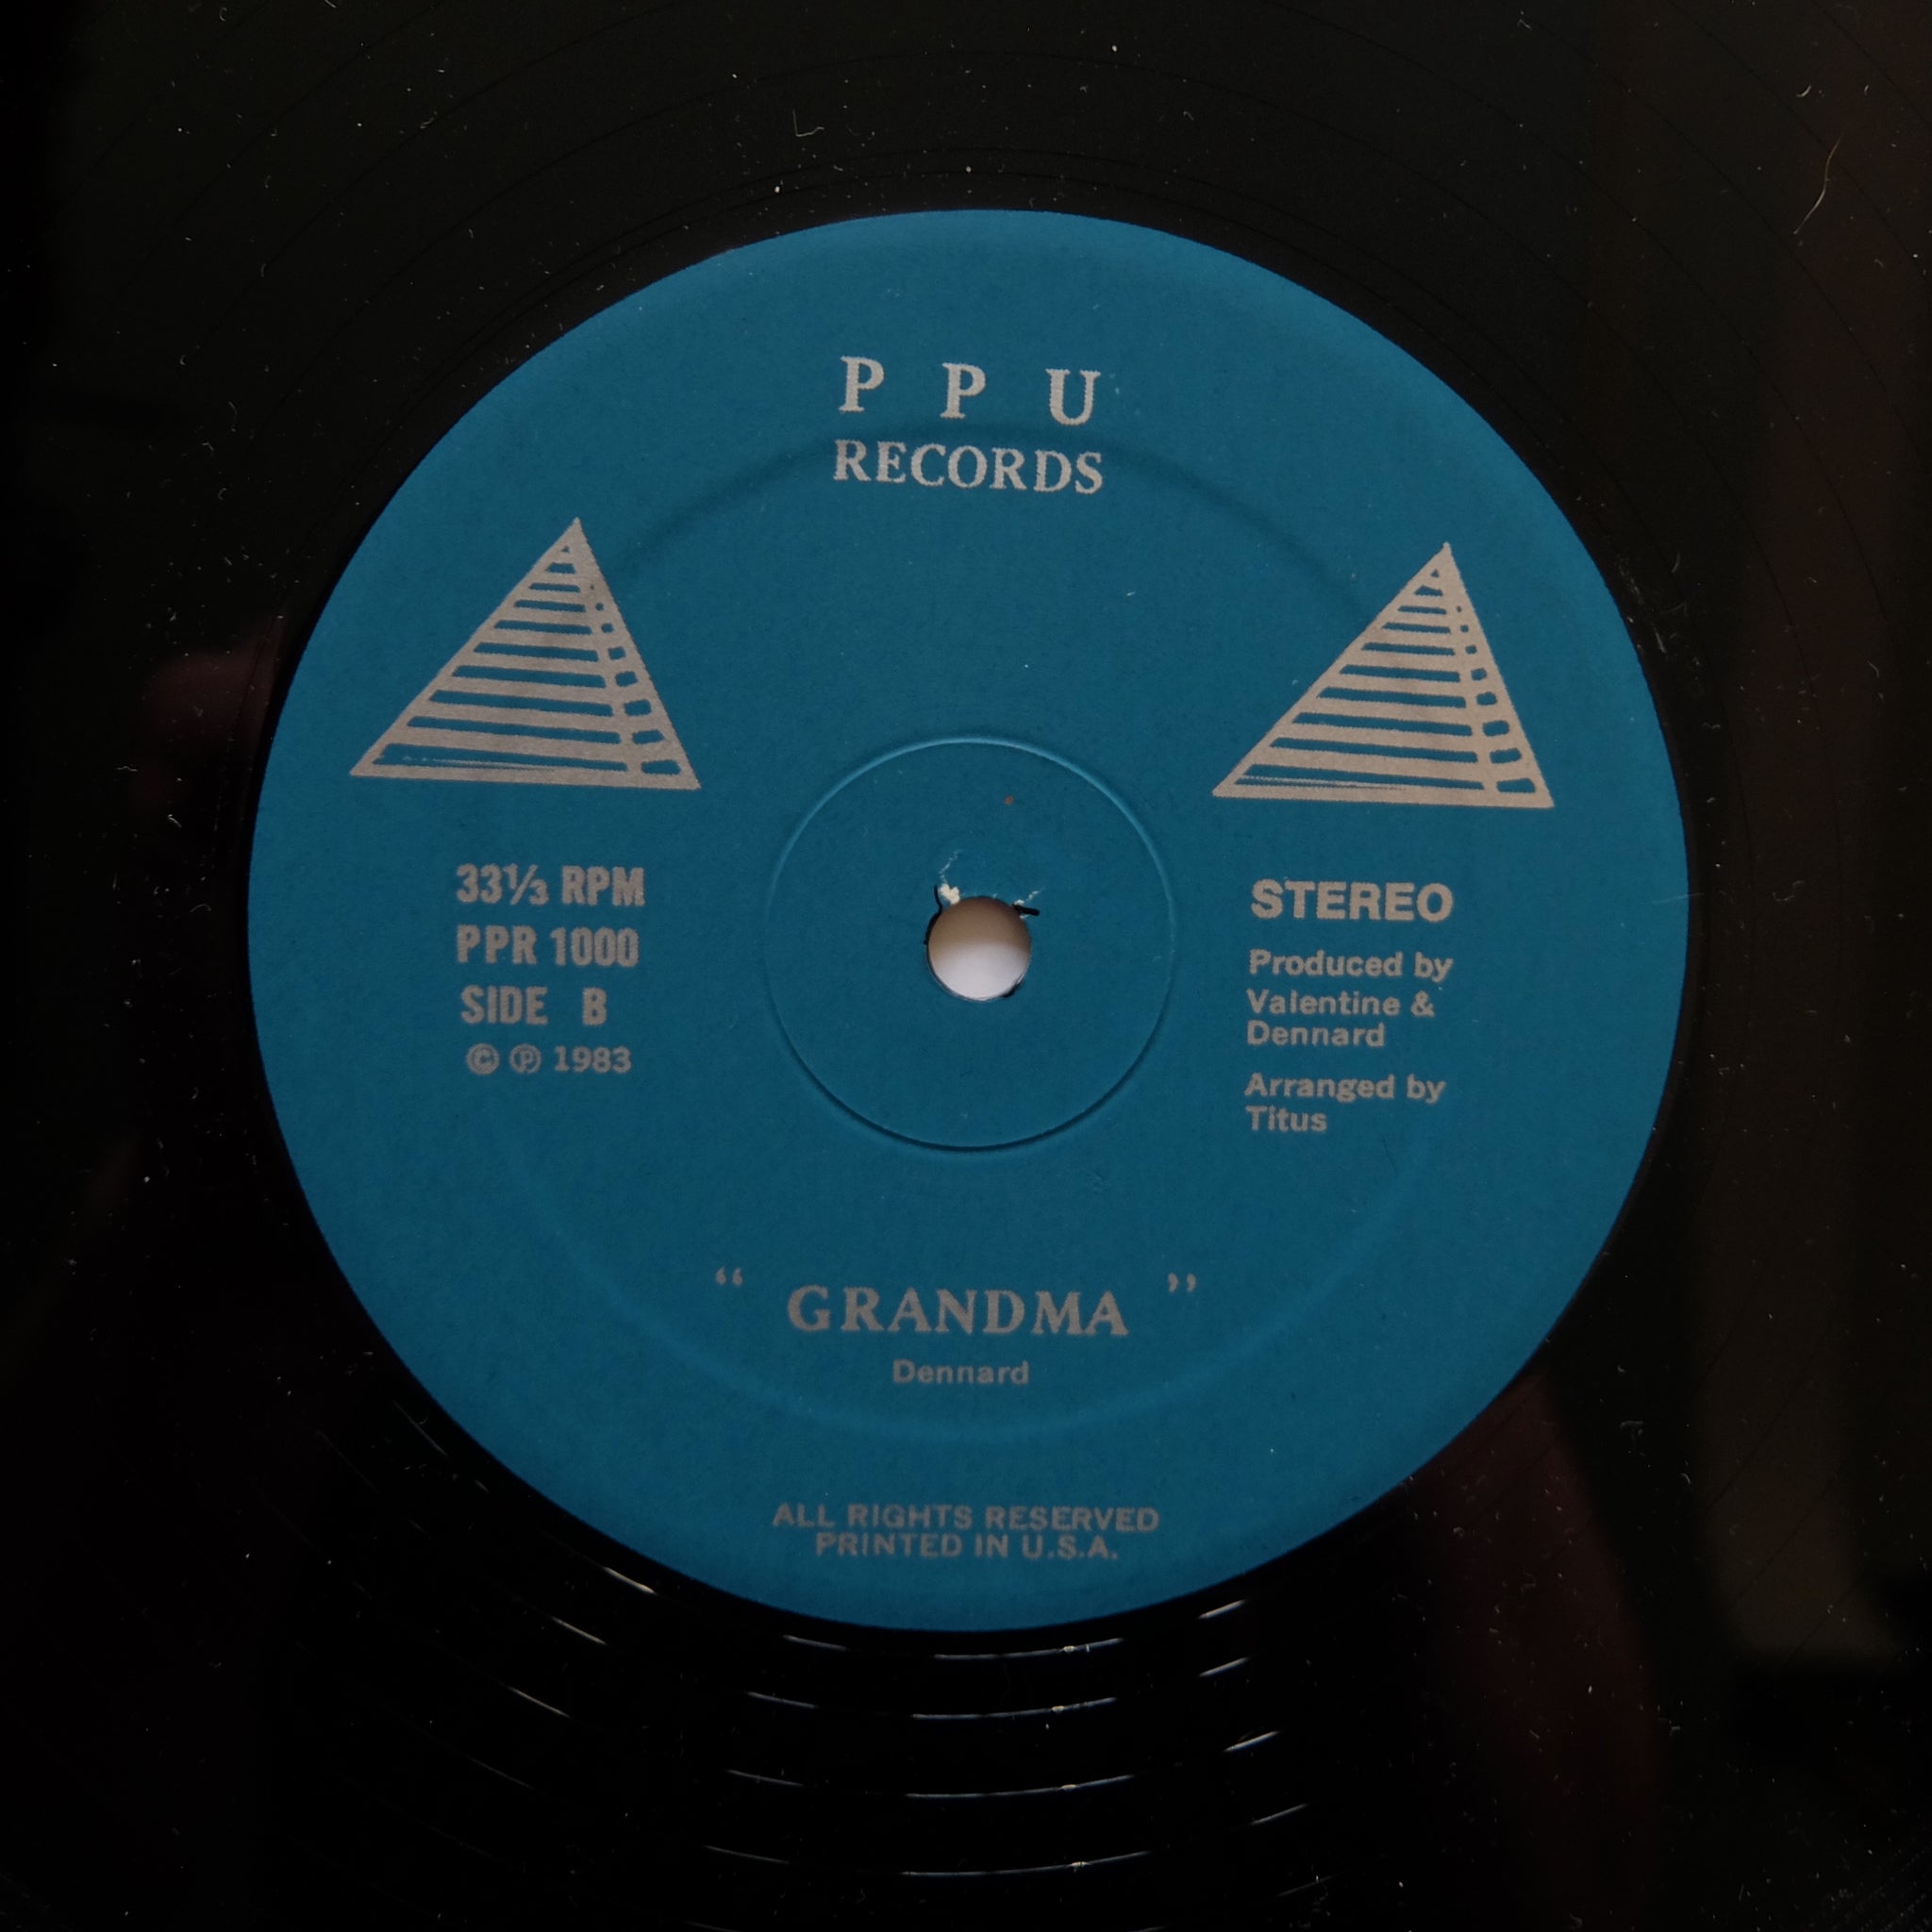 P P U
RECORDS
33⅓ RPM
PPR 1000
SIDE B
© ℗ 1983
STEREO
Produced by
Valentine &
Dennard
Arranged by
Titus
“ GRANDMA ”
Dennard
ALL RIGHTS RESERVED
PRINTED IN U.S.A.